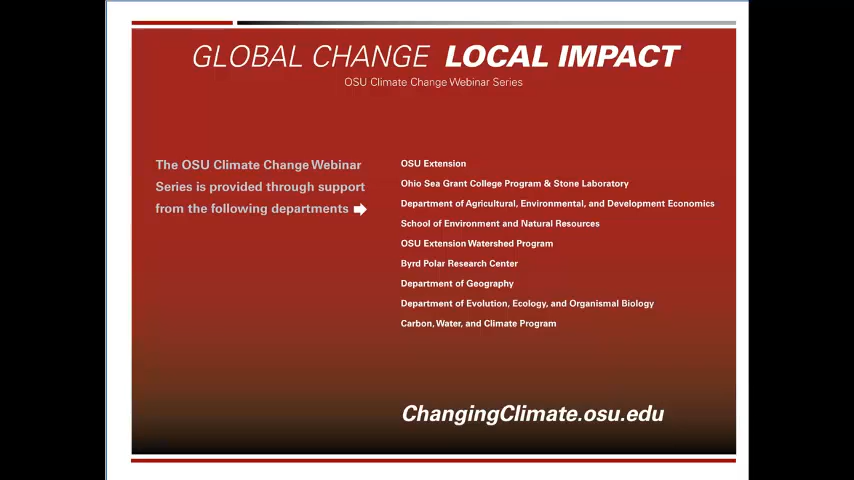 GLOBAL CHANGE LOCAL IMPACT
OSU Climate Change Webinar Series
The OSU Climate Change Webinar
Series is provided through support
from the following departments
OSU Extension
Ohio Sea Grant College Program & Stone Laboratory
Department of Agricultural, Environmental, and Development Economics
School of Environment and Natural Resources
OSU Extension Watershed Program
Byrd Polar Research Center
Department of Geography
Department of Evolution, Ecology, and Organismal Biology
Carbon, Water, and Climate Program
ChangingClimate.osu.edu